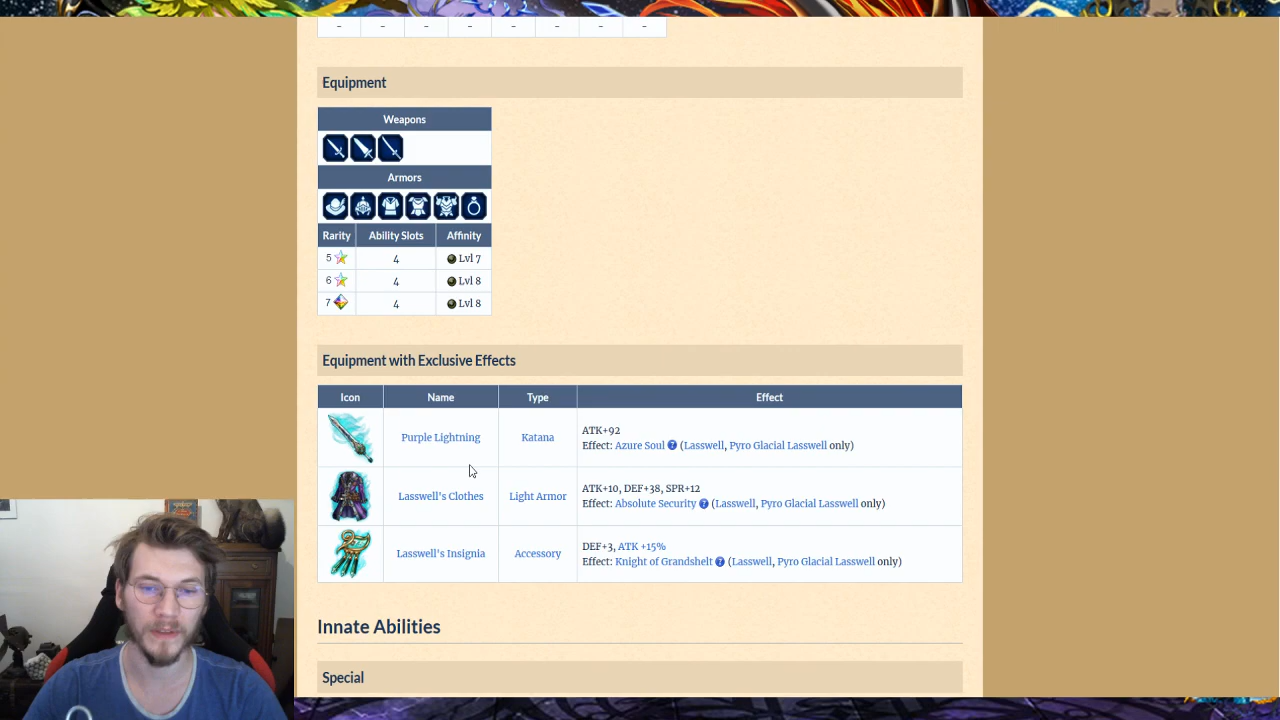 - - - - - - - -
Equipment
Weapons
Armors
Rarity Ability Slots Affinity
5 4 Lvl 7
6 4 Lvl 8
7 4 Lvl 8
Equipment with Exclusive Effects
Icon Name Type Effect
Purple Lightning Katana ATK+92
Effect: Azure Soul ? (Lasswell, Pyro Glacial Lasswell only)
Lasswell's Clothes Light Armor ATK+10, DEF+38, SPR+12
Effect: Absolute Security ? (Lasswell, Pyro Glacial Lasswell only)
Lasswell's Insignia Accessory DEF+3, ATK +15%
Effect: Knight of Grandshelt ? (Lasswell, Pyro Glacial Lasswell only)
Innate Abilities
Special